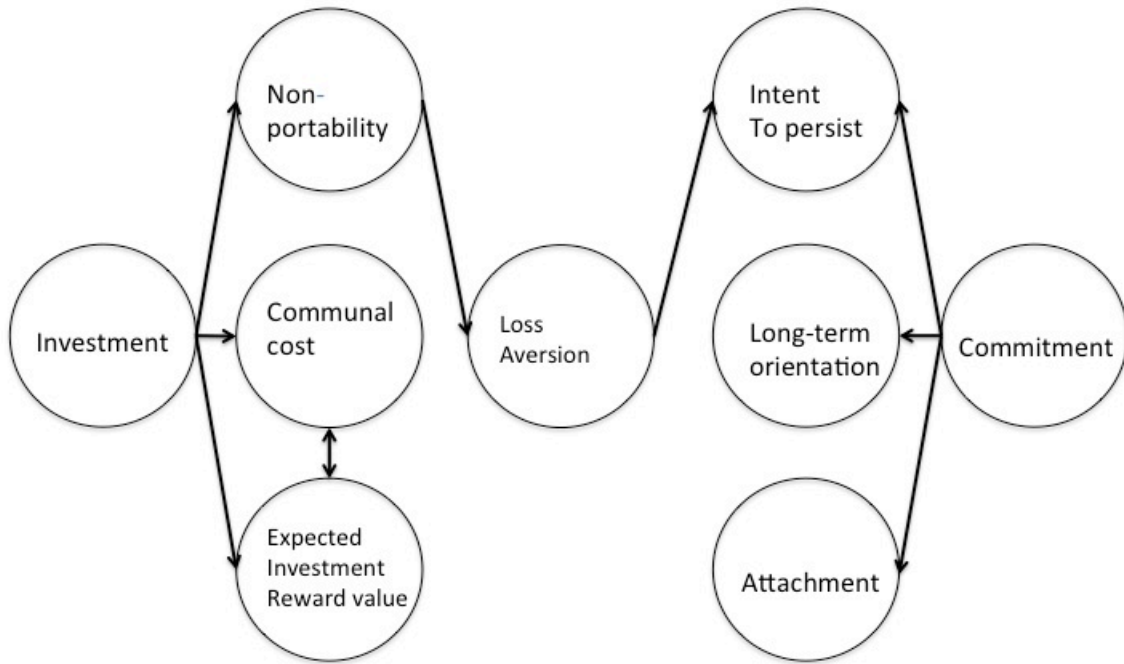 Non-
portability
Intent
To persist
Investment
Communal
cost
Loss
Aversion
Long-term
orientation
Commitment
Expected
Investment
Reward value
Attachment